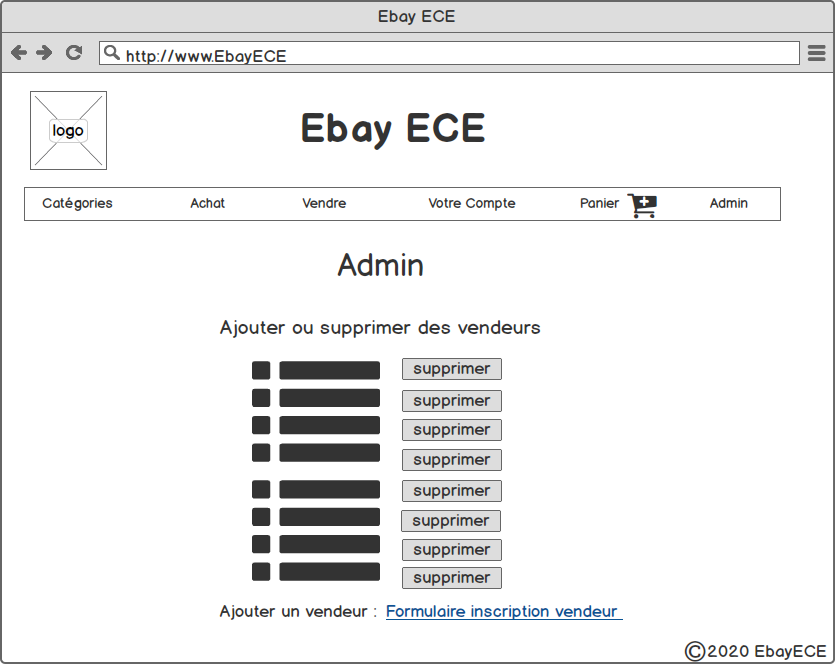 Ebay ECE
http://www.EbayECE
logo
Ebay ECE
Catégories Achat Vendre Votre Compte Panier Admin
Admin
Ajouter ou supprimer des vendeurs
supprimer
supprimer
supprimer
supprimer
supprimer
supprimer
supprimer
supprimer
Ajouter un vendeur : Formulaire inscription vendeur
©2020 EbayECE